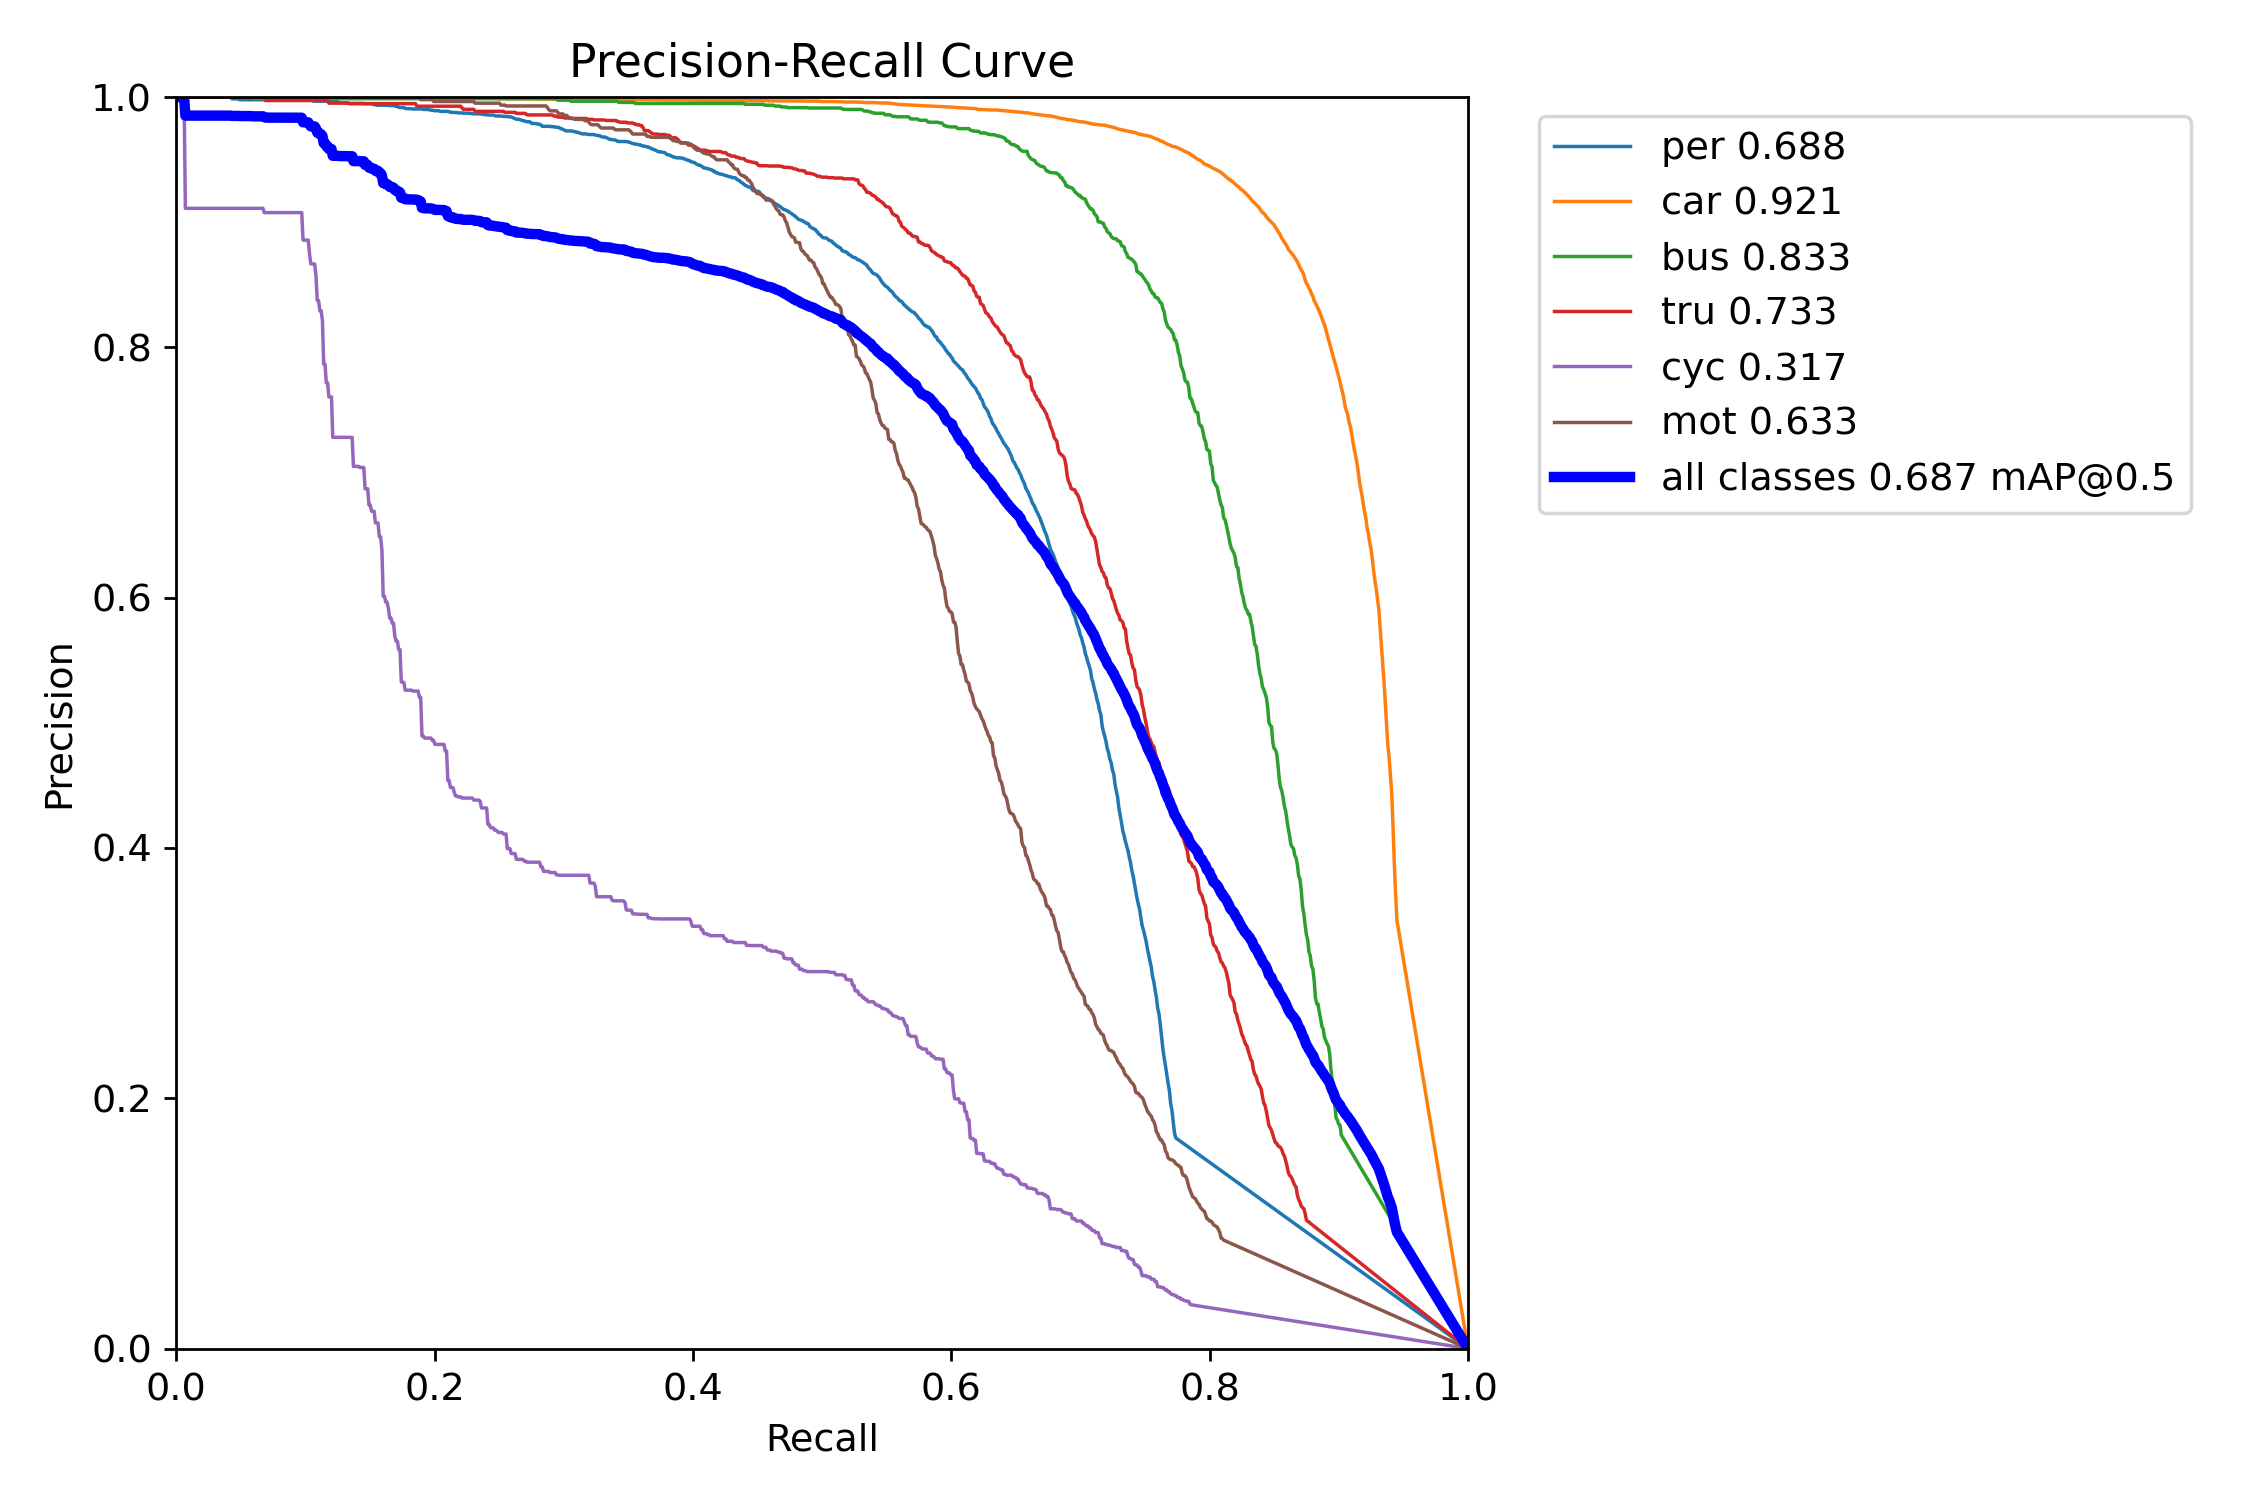 Precision-Recall Curve
1.0
0.8
0.6
0.4
0.2
0.0
Precision
0.0 0.2 0.4 0.6 0.8 1.0
Recall
per 0.688
car 0.921
bus 0.833
tru 0.733
cyc 0.317
mot 0.633
all classes 0.687 mAP@0.5